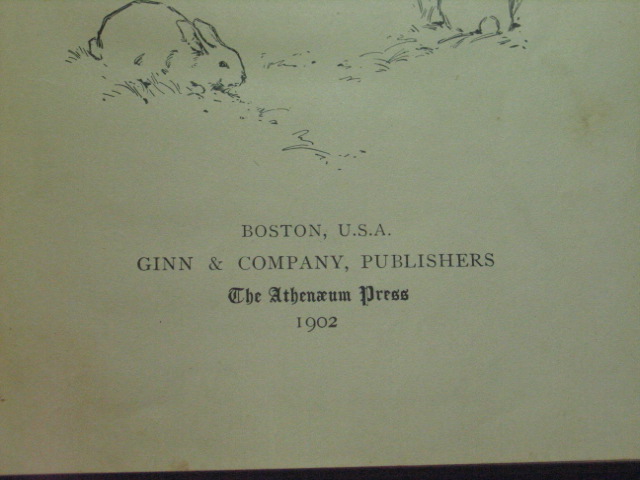 BOSTON, U.S.A.
GINN & COMPANY, PUBLISHERS
The Athenæum Press
1902